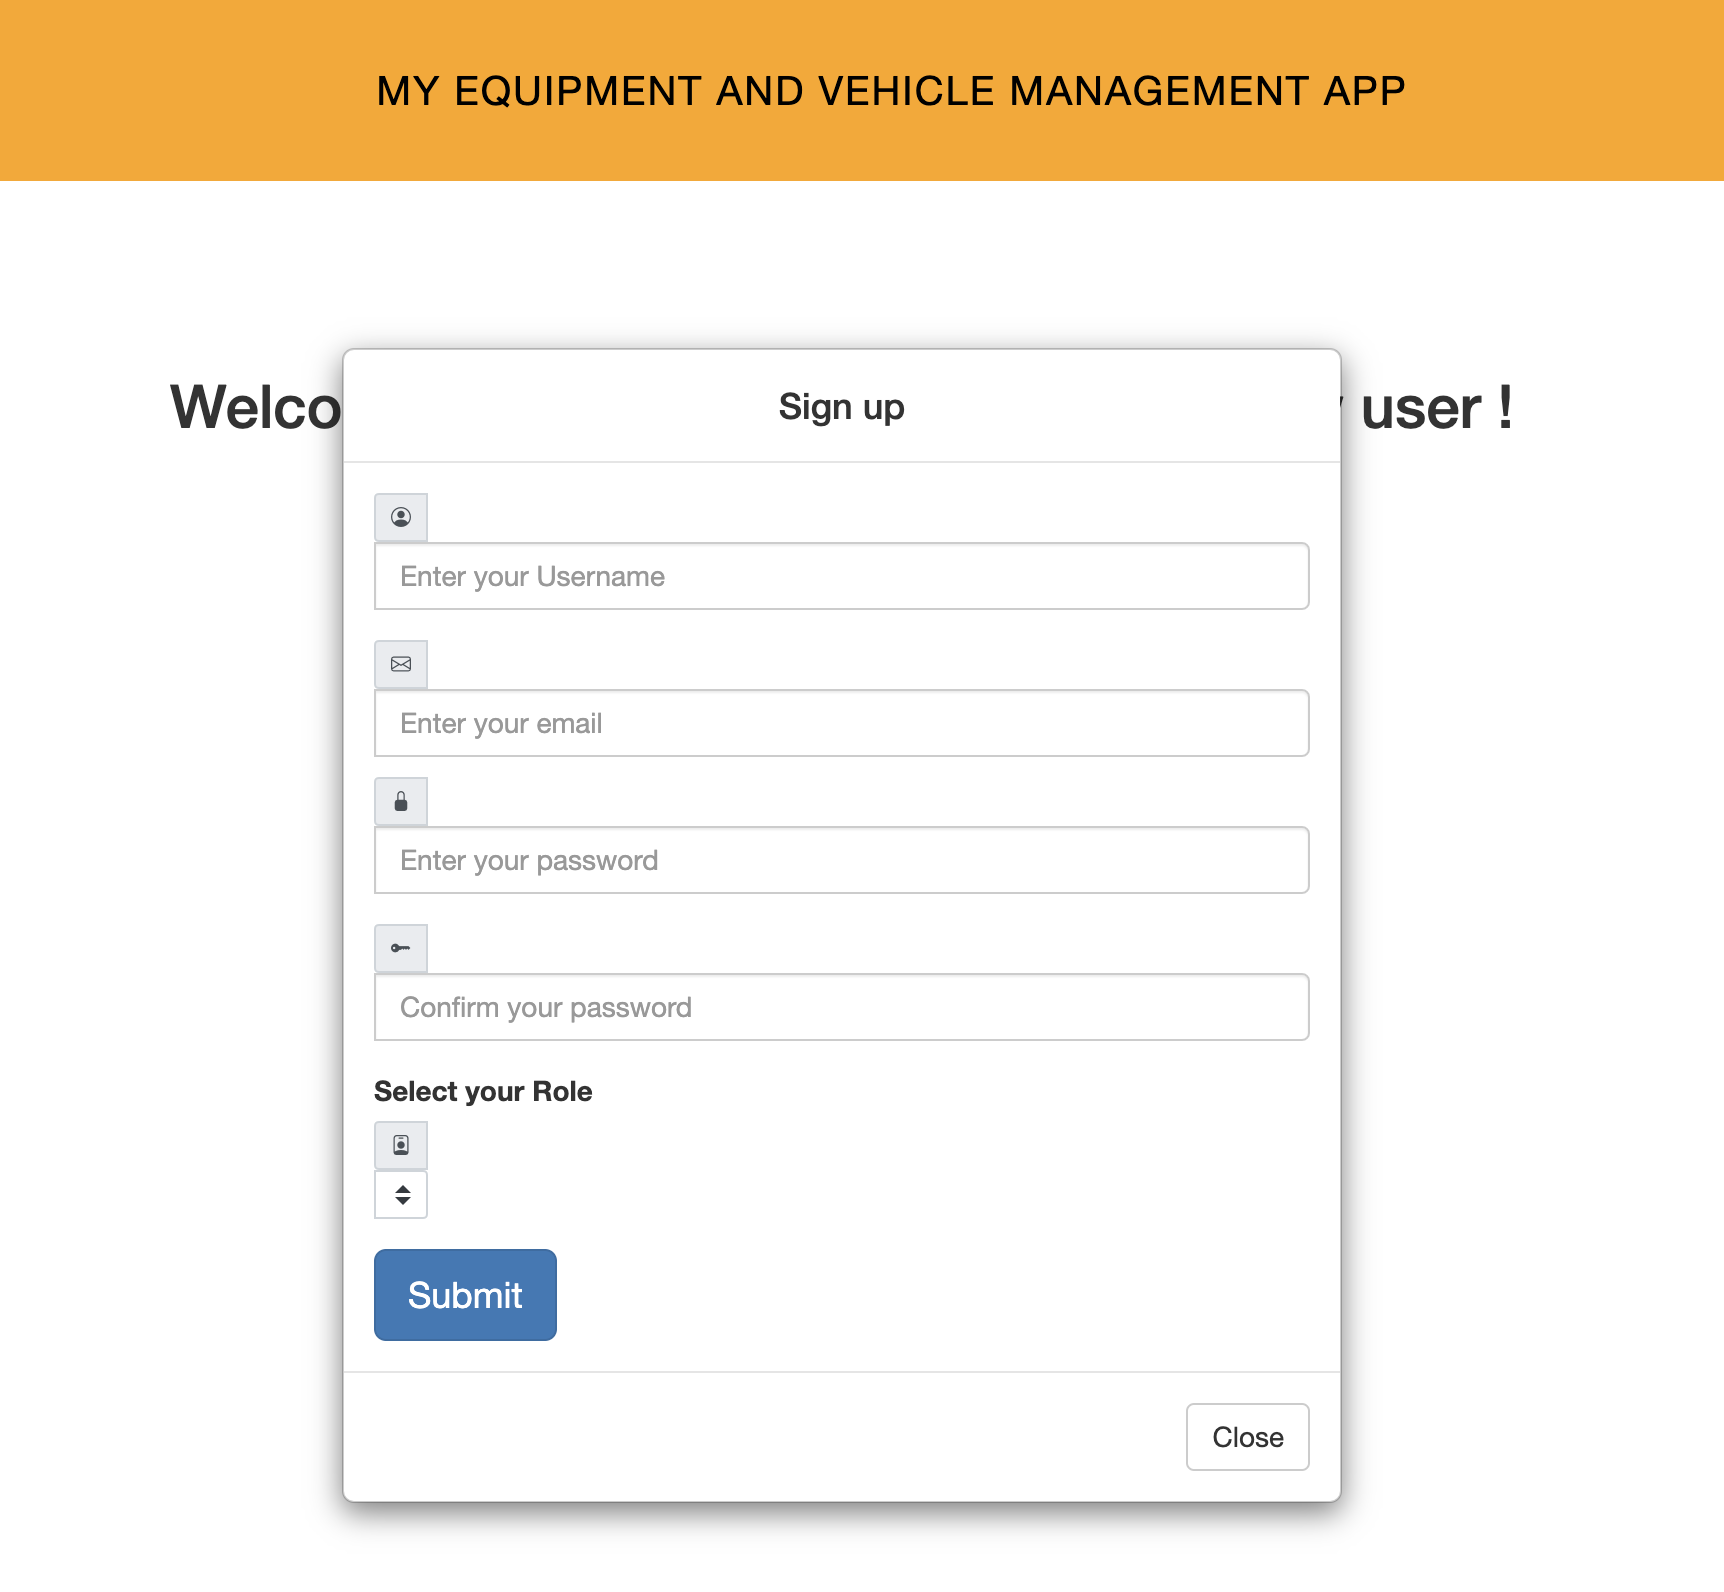 MY EQUIPMENT AND VEHICLE MANAGEMENT APP
Welco user !
Sign up
Enter your Username
Enter your email
Enter your password
Confirm your password
Select your Role
Submit
Close